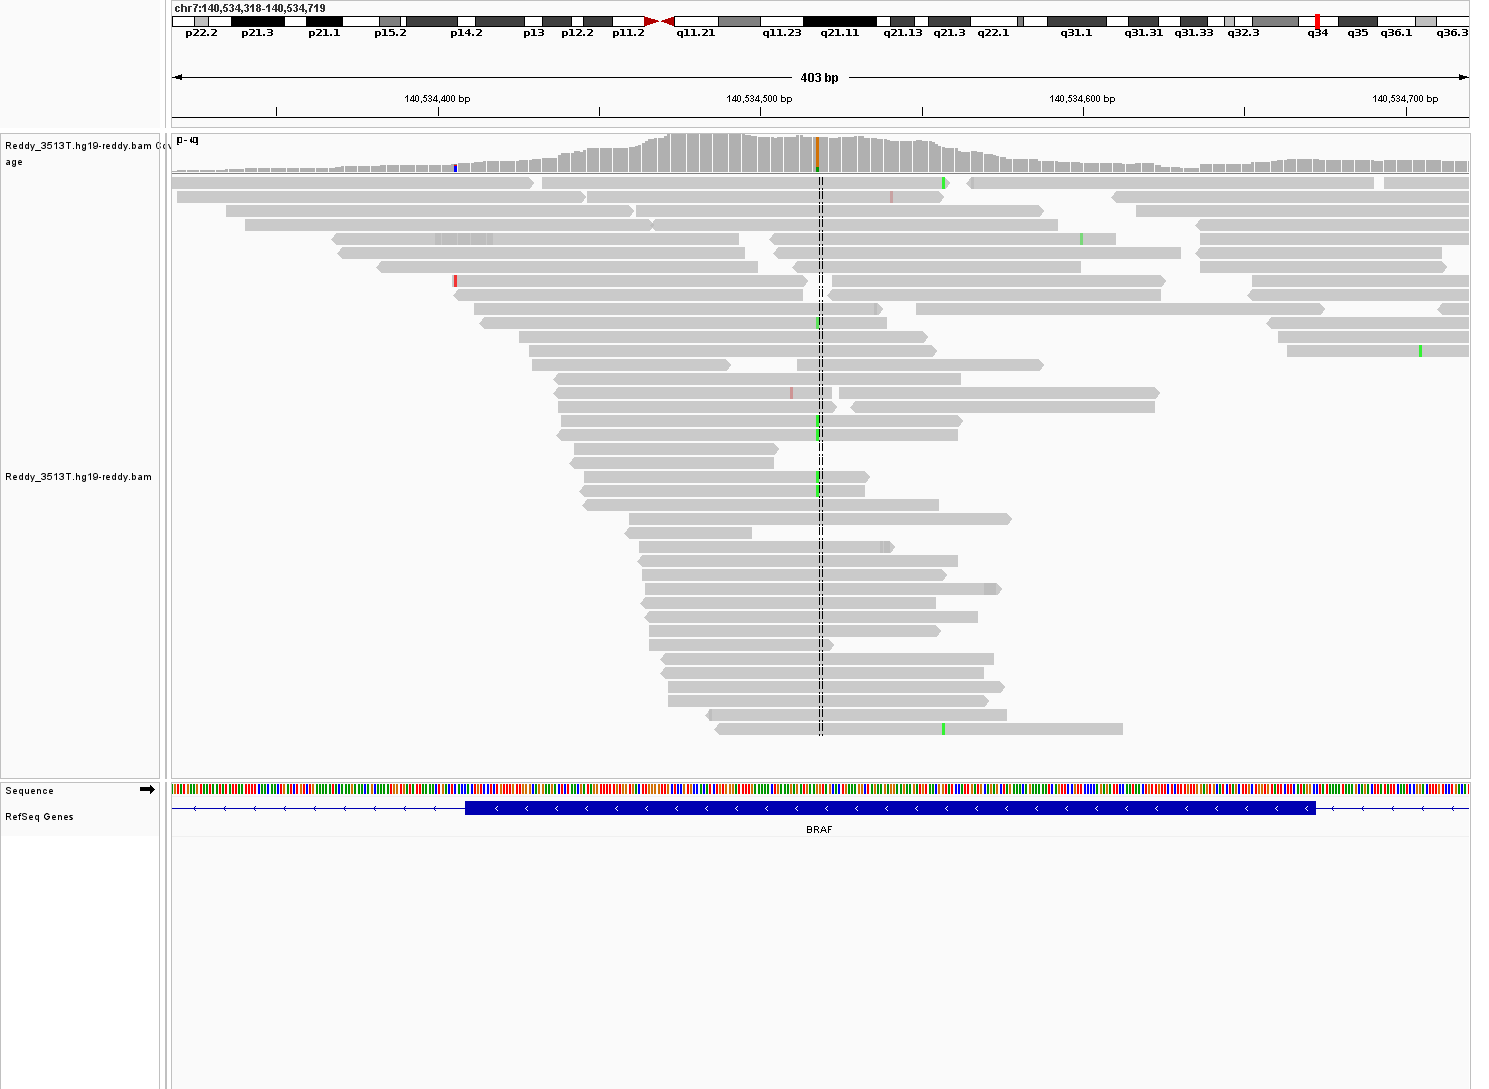 chr7:140,534,318-140,534,719
p22.2 p21.3 p21.1 p15.2 p14.2 p13 p12.2 p11.2 q11.21 q11.23 q21.11 q21.13 q21.3 q22.1 q31.1 q31.31 q31.33 q32.3 q34 q35 q36.1 q36.3
403 bp
140,534,400 bp 140,534,500 bp 140,534,600 bp 140,534,700 bp
Reddy_3513T.hg19-reddy.bam Cov
age
Reddy_3513T.hg19-reddy.bam
Sequence
RefSeq Genes
BRAF